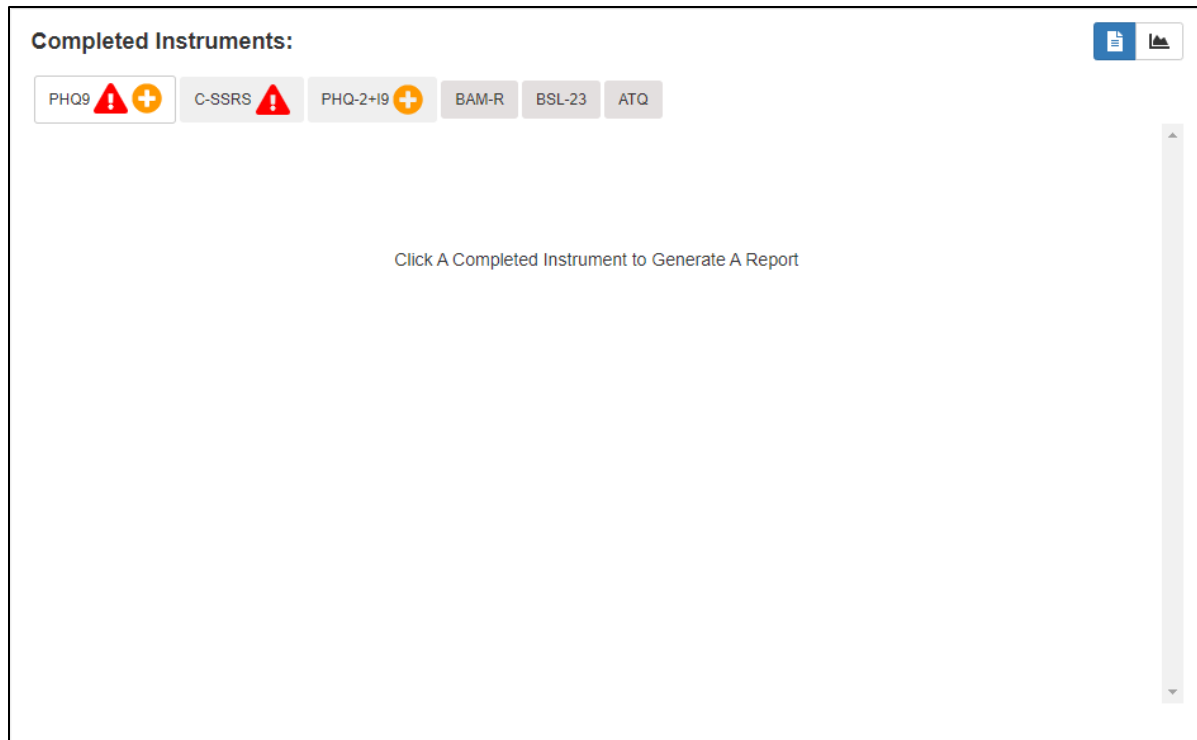 Completed Instruments:
PHQ9 C-SSRS PHQ-2+I9 BAM-R BSL-23 ATQ
Click A Completed Instrument to Generate A Report